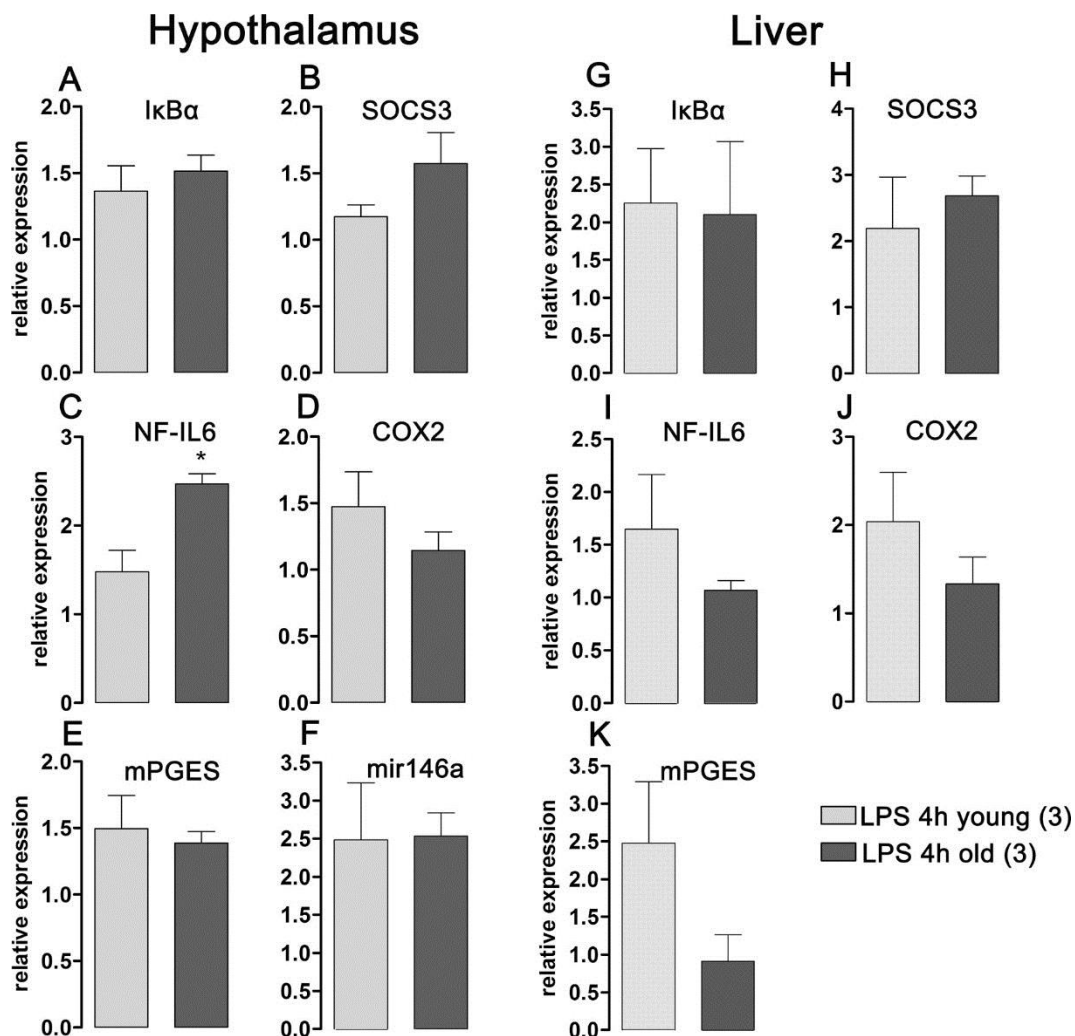 Hypothalamus
Liver
A
IκBα
relative expression
2.0
1.5
1.0
0.5
0.0
B
SOCS3
2.0
1.5
1.0
0.5
0.0
G
IκBα
relative expression
3.5
3.0
2.5
2.0
1.5
1.0
0.5
0.0
H
SOCS3
4
3
2
1
0
C
NF-IL6
*
relative expression
3
2
1
0
D
COX2
2.0
1.5
1.0
0.5
0.0
I
NF-IL6
relative expression
2.5
2.0
1.5
1.0
0.5
0.0
J
COX2
3
2
1
0
E
mPGES
relative expression
2.0
1.5
1.0
0.5
0.0
F
mir146a
3.5
3.0
2.5
2.0
1.5
1.0
0.5
0.0
K
mPGES
relative expression
3.5
3.0
2.5
2.0
1.5
1.0
0.5
0.0
LPS 4h young (3)
LPS 4h old (3)